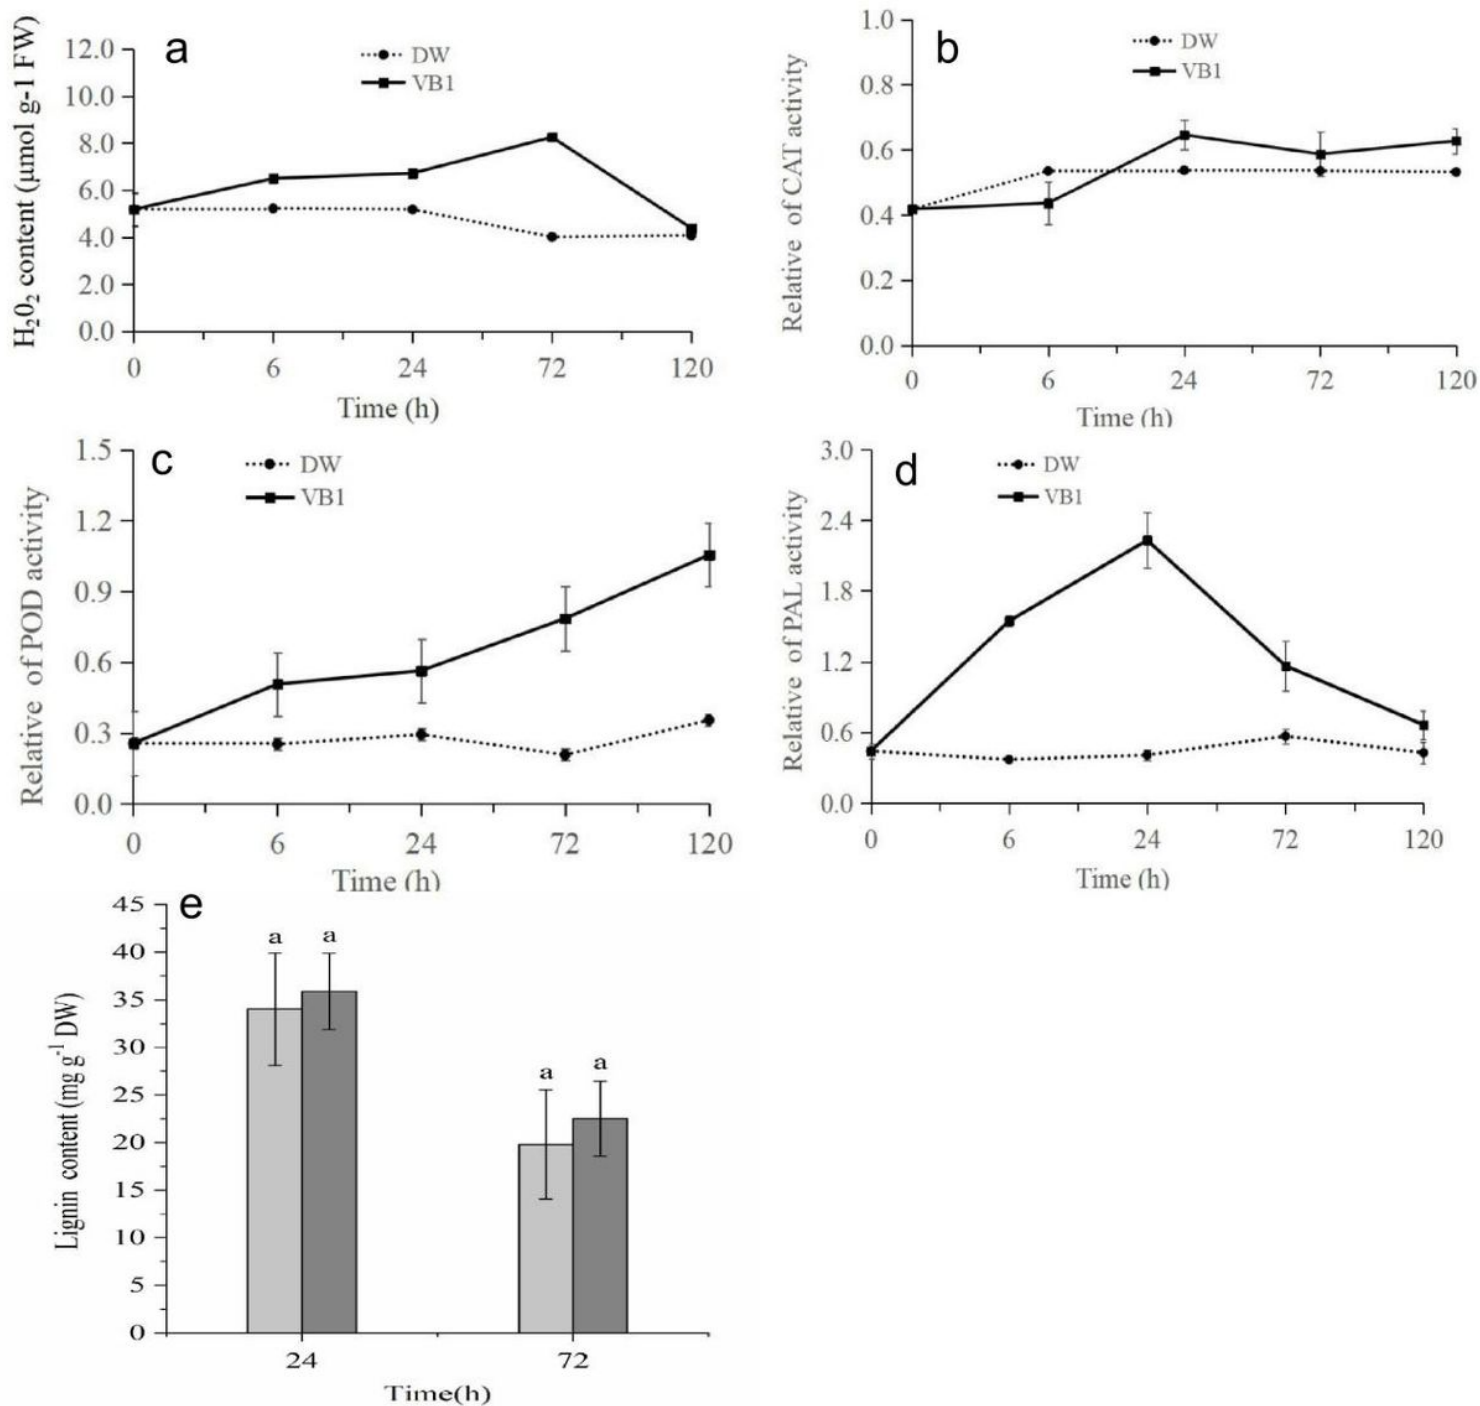 a
DW
VB1
H₂0₂ content (μmol g-1 FW)
12.0
10.0
8.0
6.0
4.0
2.0
0.0
0 6 24 72 120
Time (h)
b
DW
VB1
Relative of CAT activity
1.0
0.8
0.6
0.4
0.2
0.0
0 6 24 72 120
Time (h)
c
DW
VB1
Relative of POD activity
1.5
1.2
0.9
0.6
0.3
0.0
0 6 24 72 120
Time (h)
d
DW
VB1
Relative of PAL activity
3.0
2.4
1.8
1.2
0.6
0.0
0 6 24 72 120
Time (h)
e
Lignin content (mg g⁻¹ DW)
45
40
35
30
25
20
15
10
5
0
a a
a a
24 72
Time(h)